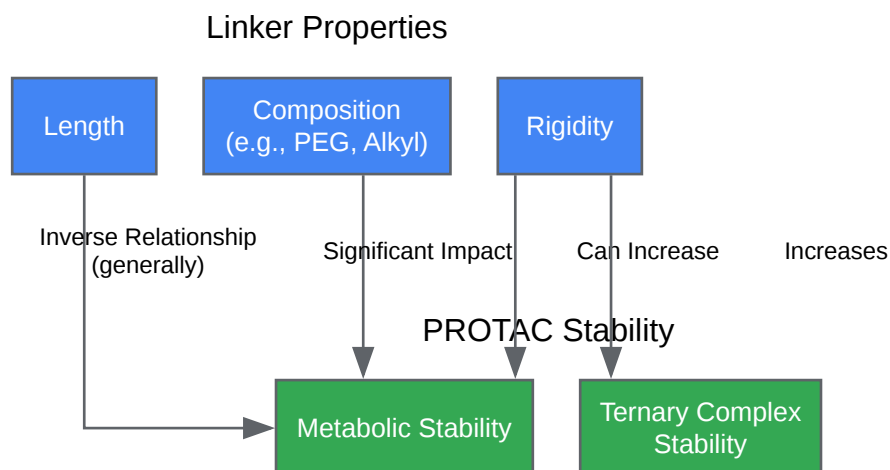 Linker Properties
Length
Composition
(e.g., PEG, Alkyl)
Rigidity
Inverse Relationship
(generally)
Significant Impact
Can Increase
Increases
PROTAC Stability
Metabolic Stability
Ternary Complex
Stability